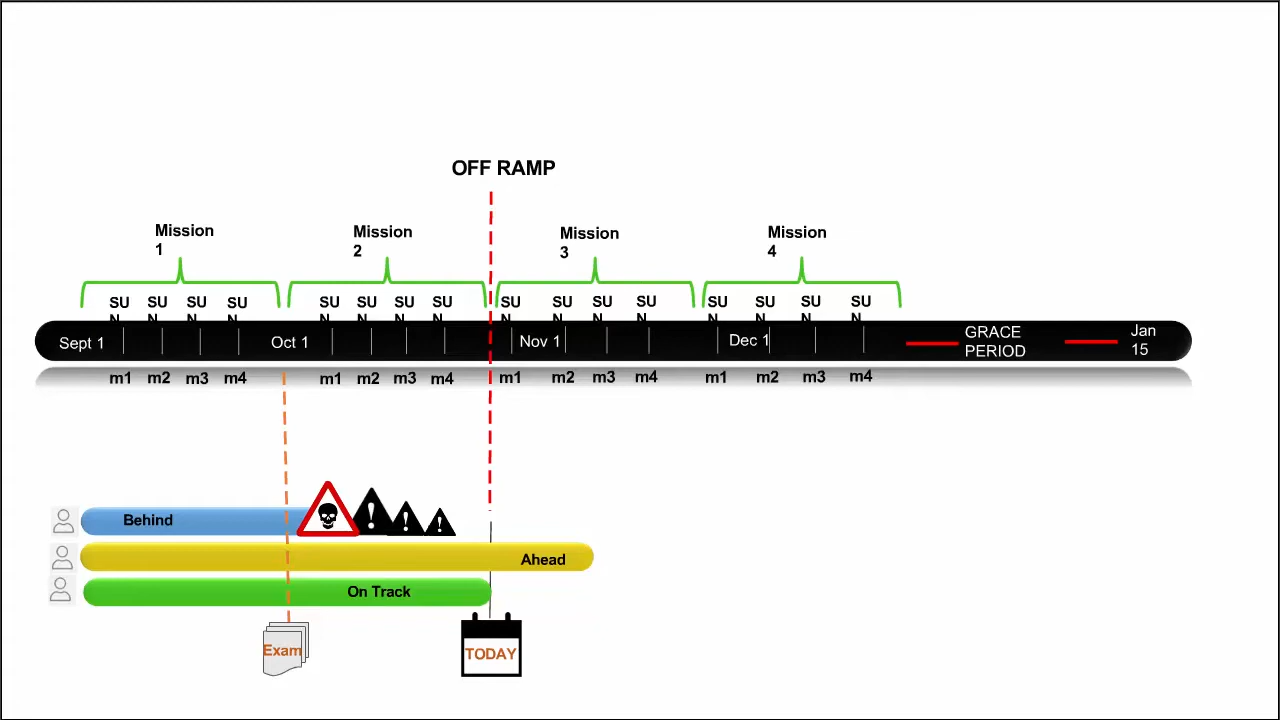 OFF RAMP
Mission
1
Mission
2
Mission
3
Mission
4
SU
N
SU
N
SU
N
SU
N
SU
N
SU
N
SU
N
SU
N
SU
N
SU
N
SU
N
SU
N
SU
N
SU
N
SU
N
SU
N
Sept 1
Oct 1
Nov 1
Dec 1
GRACE
PERIOD
Jan
15
m1 m2 m3 m4 m1 m2 m3 m4 m1 m2 m3 m4 m1 m2 m3 m4
Behind
! ! !
Ahead
On Track
Exam
TODAY